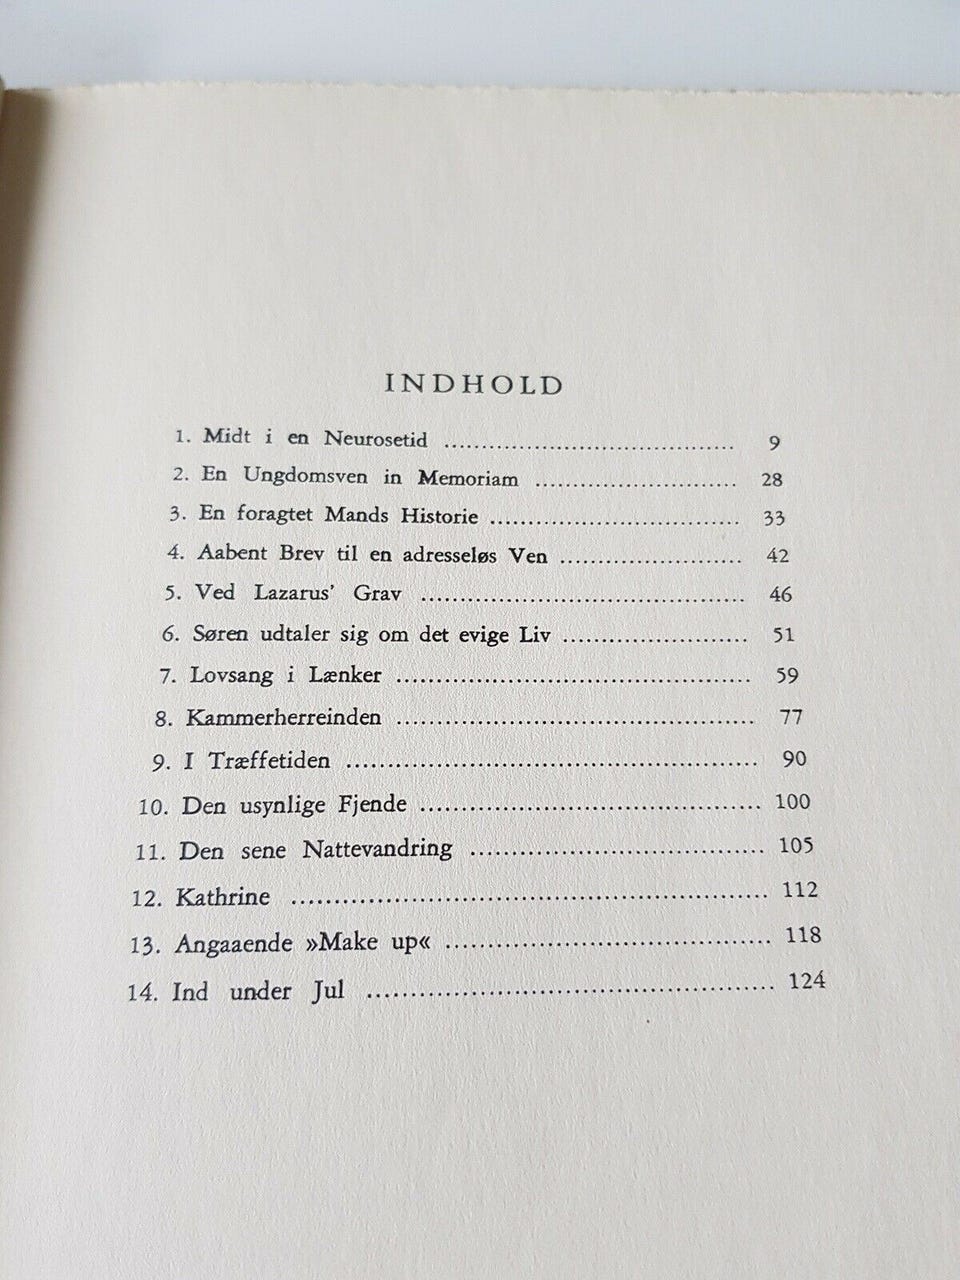 INDHOLD
1. Midt i en Neurosetid ........................................ 9
2. En Ungdomsven in Memoriam ........................... 28
3. En foragtet Mands Historie ................................. 33
4. Aabent Brev til en adresseløs Ven ........................ 42
5. Ved Lazarus' Grav ............................................ 46
6. Søren udtaler sig om det evige Liv ........................ 51
7. Lovsang i Lænker ............................................... 59
8. Kammerherreinden ............................................... 77
9. I Træffetiden ...................................................... 90
10. Den usynlige Fjende ............................................ 100
11. Den sene Nattevandring ....................................... 105
12. Kathrine ............................................................ 112
13. Angaaende »Make up« .......................................... 118
14. Ind under Jul ...................................................... 124